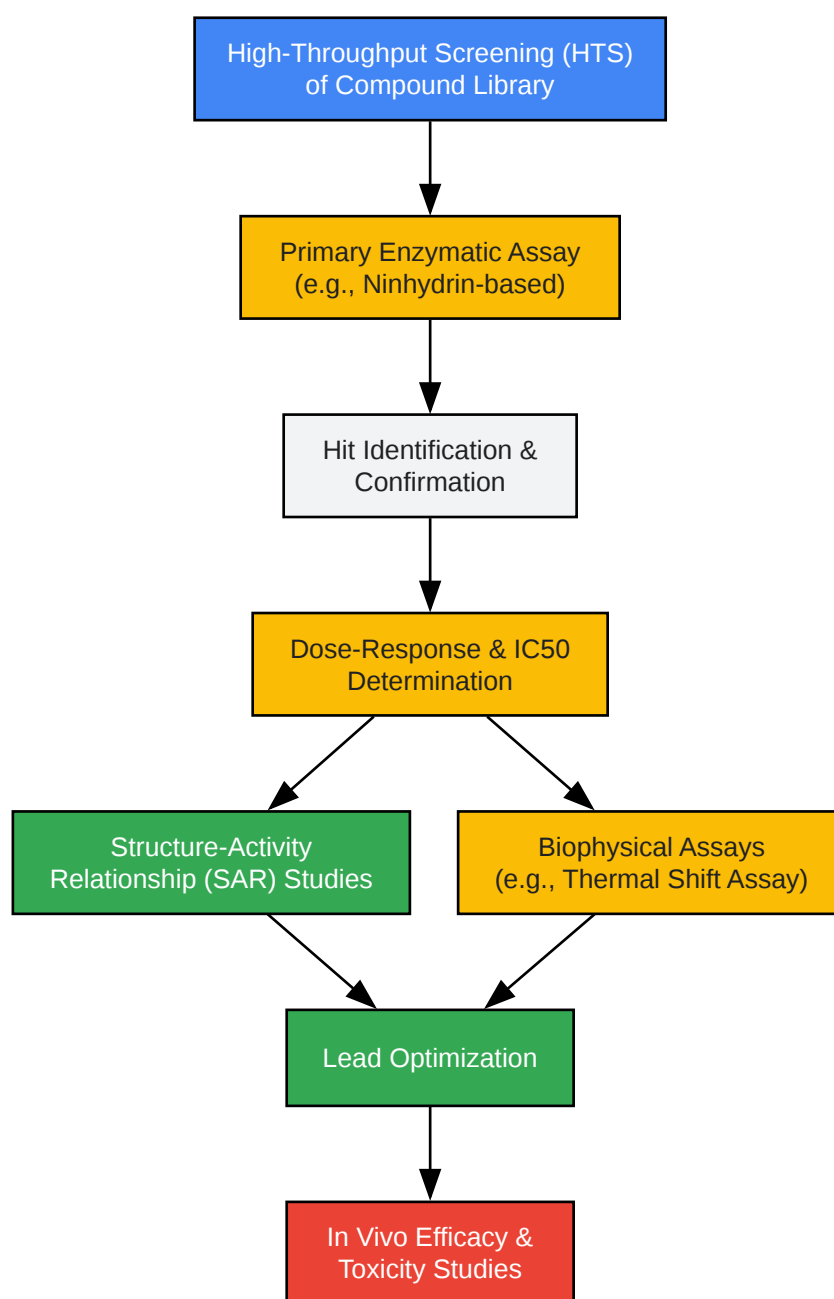 High-Throughput Screening (HTS)
of Compound Library
Primary Enzymatic Assay
(e.g., Ninhydrin-based)
Hit Identification &
Confirmation
Dose-Response & IC50
Determination
Structure-Activity
Relationship (SAR) Studies
Biophysical Assays
(e.g., Thermal Shift Assay)
Lead Optimization
In Vivo Efficacy &
Toxicity Studies